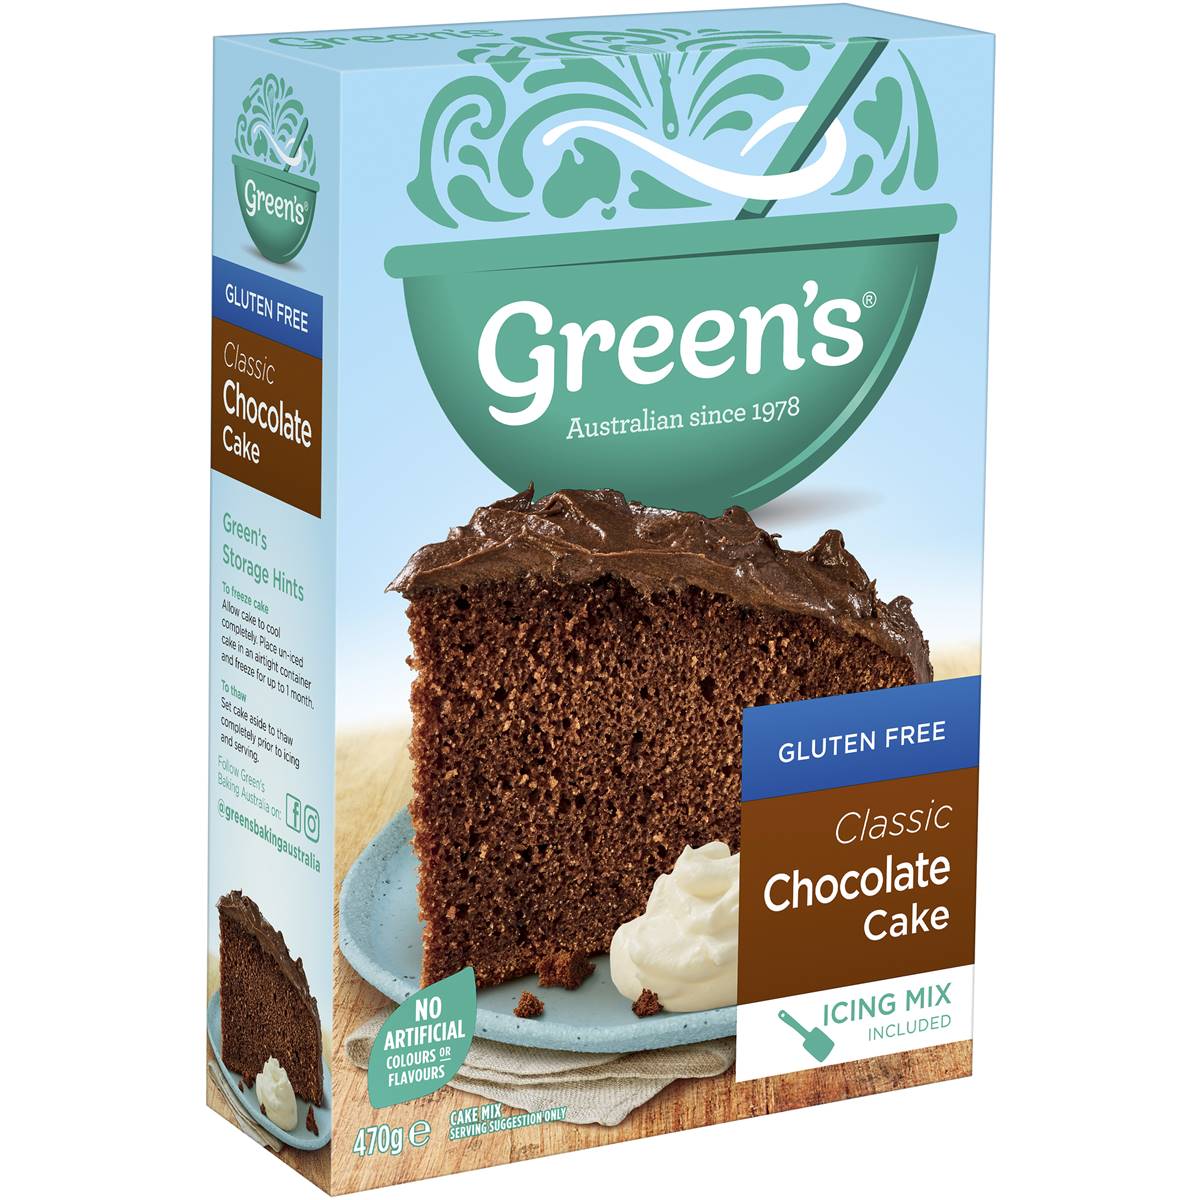 Green's
Green's®
GLUTEN FREE
Classic
Chocolate
Cake
Green's
Storage Hints
To freeze cake
Allow cake to cool
completely. Place un-iced
cake in an airtight container
and freeze for up to 1 month.
To thaw
Set cake aside to thaw
completely prior to icing
and serving.
Follow Green's
Baking Australia on:
@greensbakingaustralia
Green's®
Australian since 1978
GLUTEN FREE
Classic
Chocolate
Cake
ICING MIX
INCLUDED
NO
ARTIFICIAL
COLOURS OR
FLAVOURS
470g e
CAKE MIX
SERVING SUGGESTION ONLY